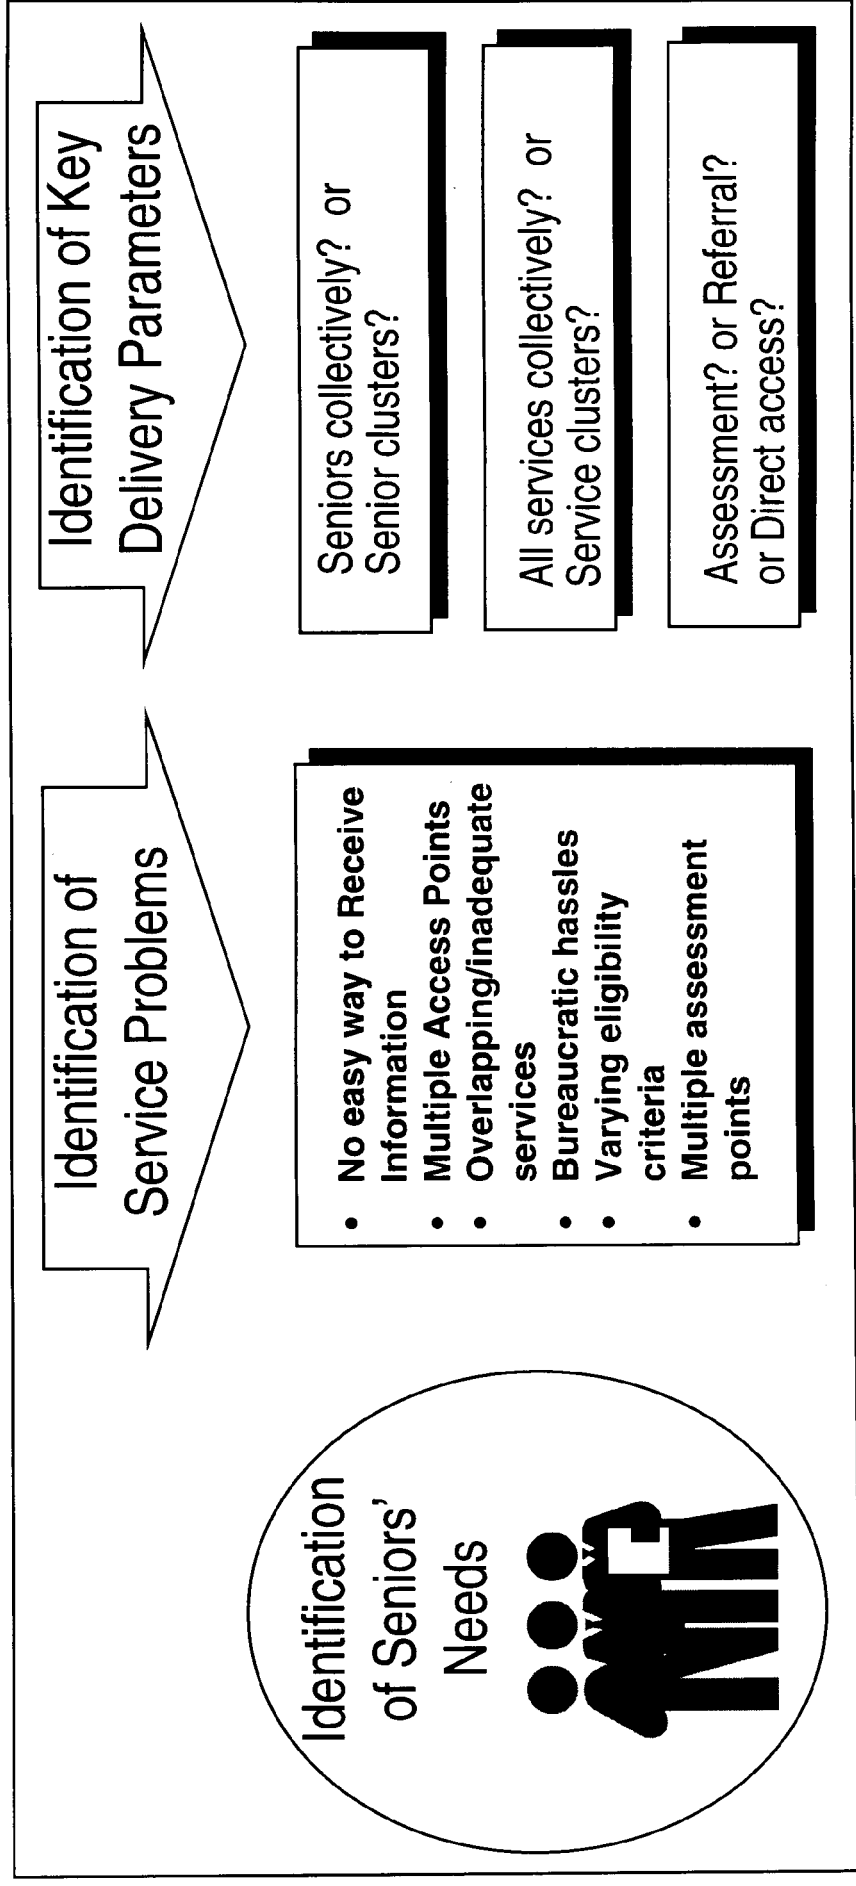 Identification
of Seniors'
Needs
Identification of
Service Problems
• No easy way to Receive
Information
• Multiple Access Points
• Overlapping/inadequate
services
• Bureaucratic hassles
• Varying eligibility
criteria
• Multiple assessment
points
Identification of Key
Delivery Parameters
Seniors collectively? or
Senior clusters?
All services collectively? or
Service clusters?
Assessment? or Referral?
or Direct access?